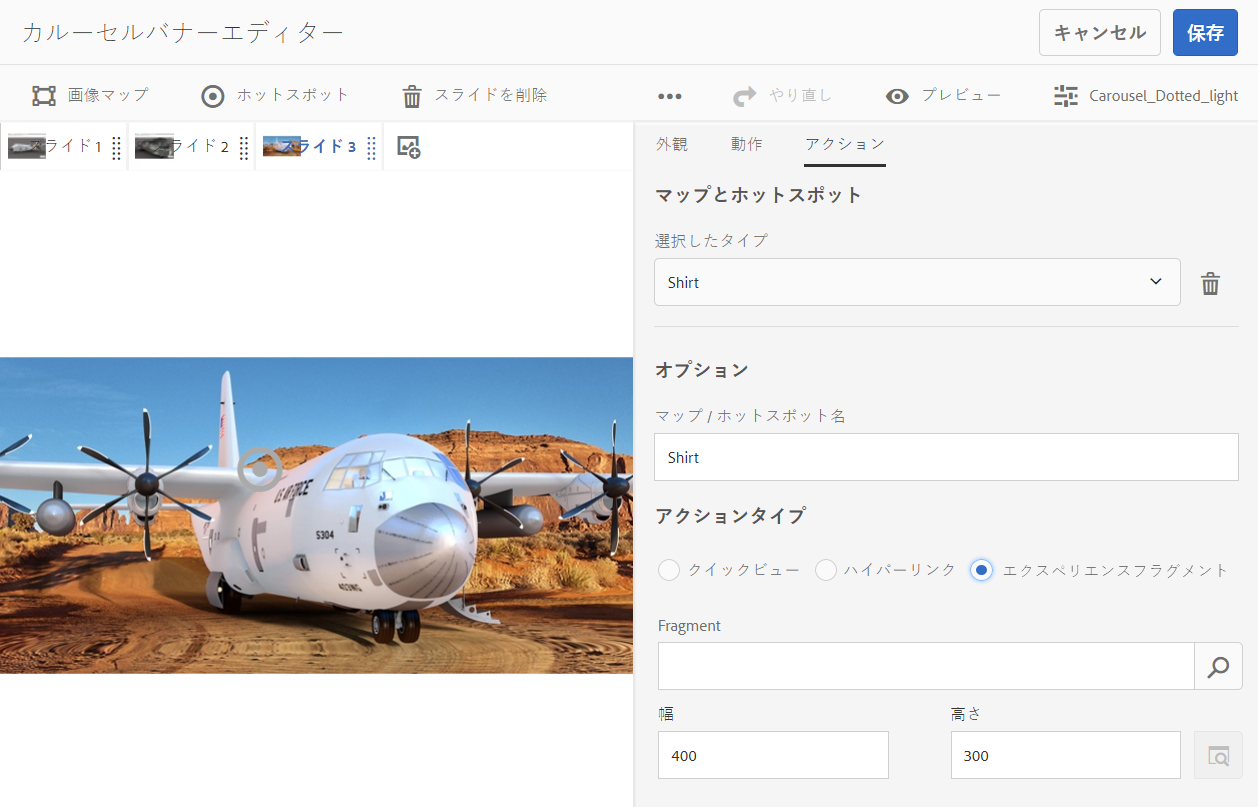 カルーセルバナーエディター
キャンセル 保存
画像マップ ホットスポット スライドを削除 やり直し プレビュー Carousel_Dotted_light
スライド 1 スライド 2 スライド 3
外観 動作 アクション
マップとホットスポット
選択したタイプ
Shirt
オプション
マップ / ホットスポット名
Shirt
アクションタイプ
クイックビュー ハイパーリンク エクスペリエンスフラグメント
Fragment
幅 高さ
400 300
U.S. AIR FORCE
5304